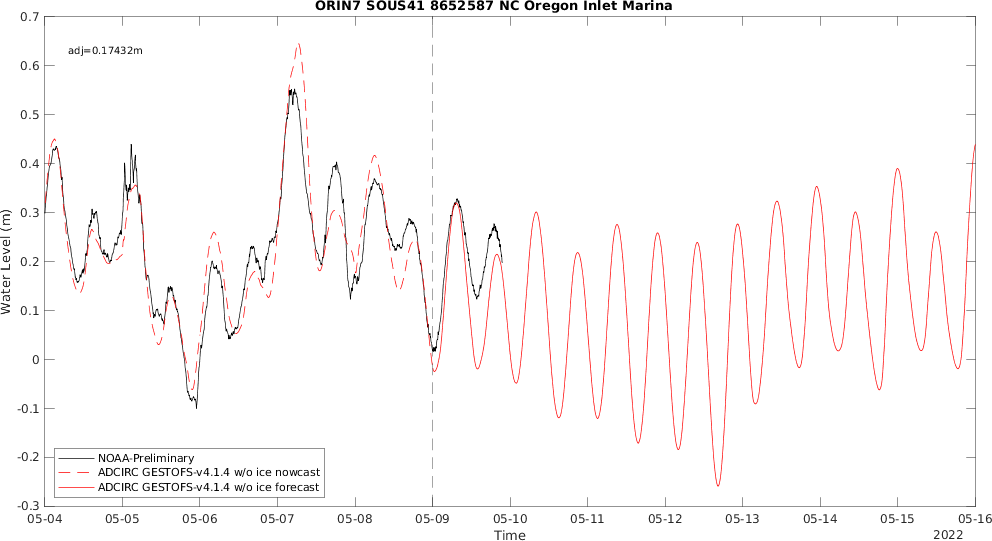 ORIN7 SOUS41 8652587 NC Oregon Inlet Marina
adj=0.17432m
0.7
0.6
0.5
0.4
0.3
0.2
0.1
0
-0.1
-0.2
-0.3
Water Level (m)
NOAA-Preliminary
ADCIRC GESTOFS-v4.1.4 w/o ice nowcast
ADCIRC GESTOFS-v4.1.4 w/o ice forecast
05-04 05-05 05-06 05-07 05-08 05-09 05-10 05-11 05-12 05-13 05-14 05-15 05-16
Time
2022